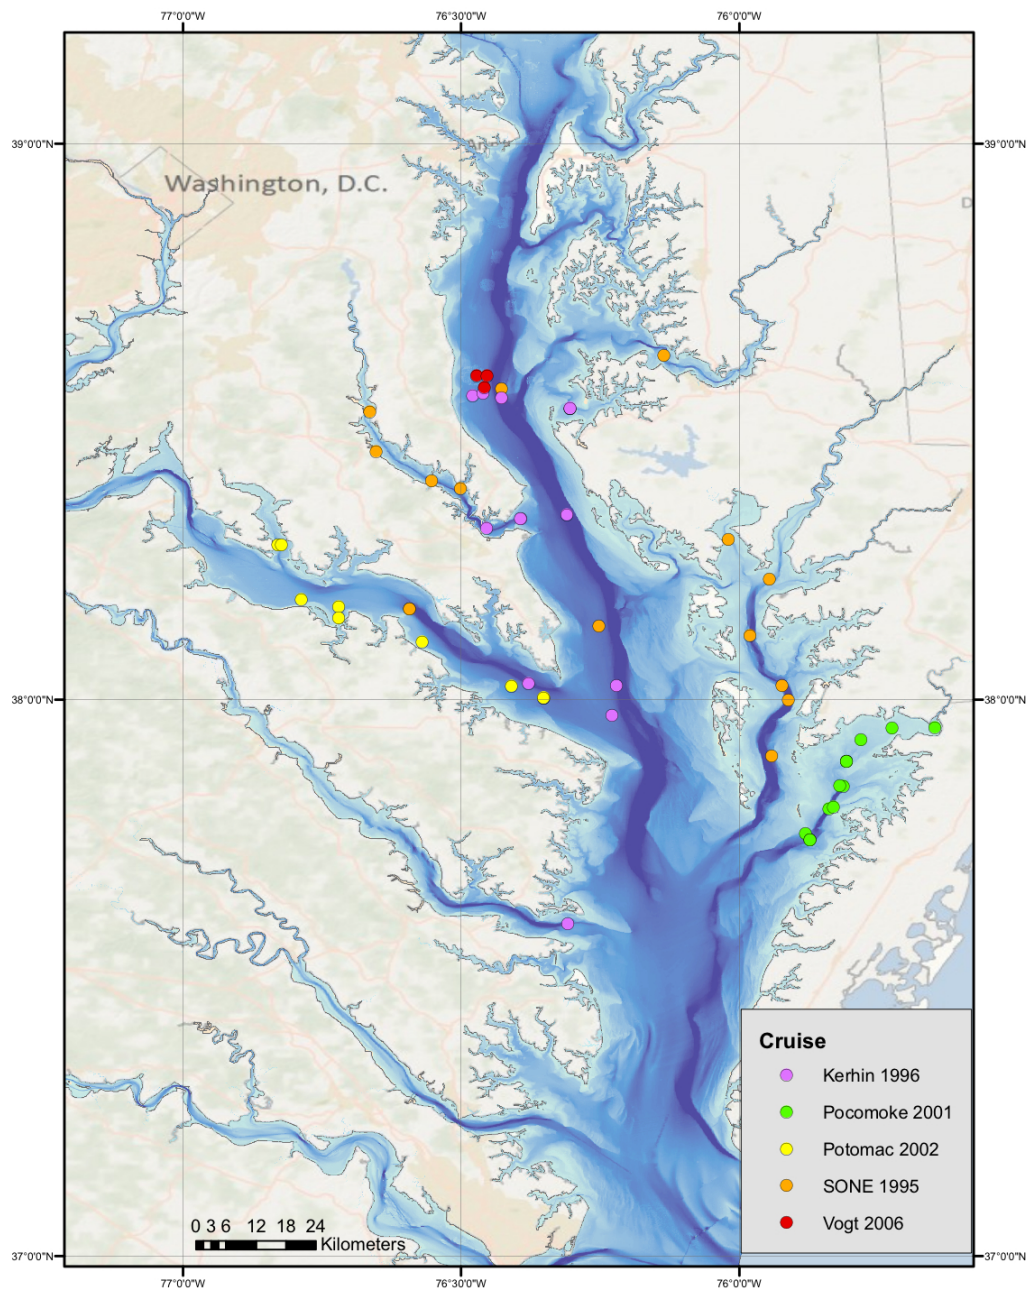 77°0'0"W 76°30'0"W 76°0'0"W
39°0'0"N 39°0'0"N
Washington, D.C.
D
38°0'0"N 38°0'0"N
Cruise
Kerhin 1996
Pocomoke 2001
Potomac 2002
SONE 1995
Vogt 2006
0 3 6 12 18 24
Kilometers
37°0'0"N 37°0'0"N
77°0'0"W 76°30'0"W 76°0'0"W